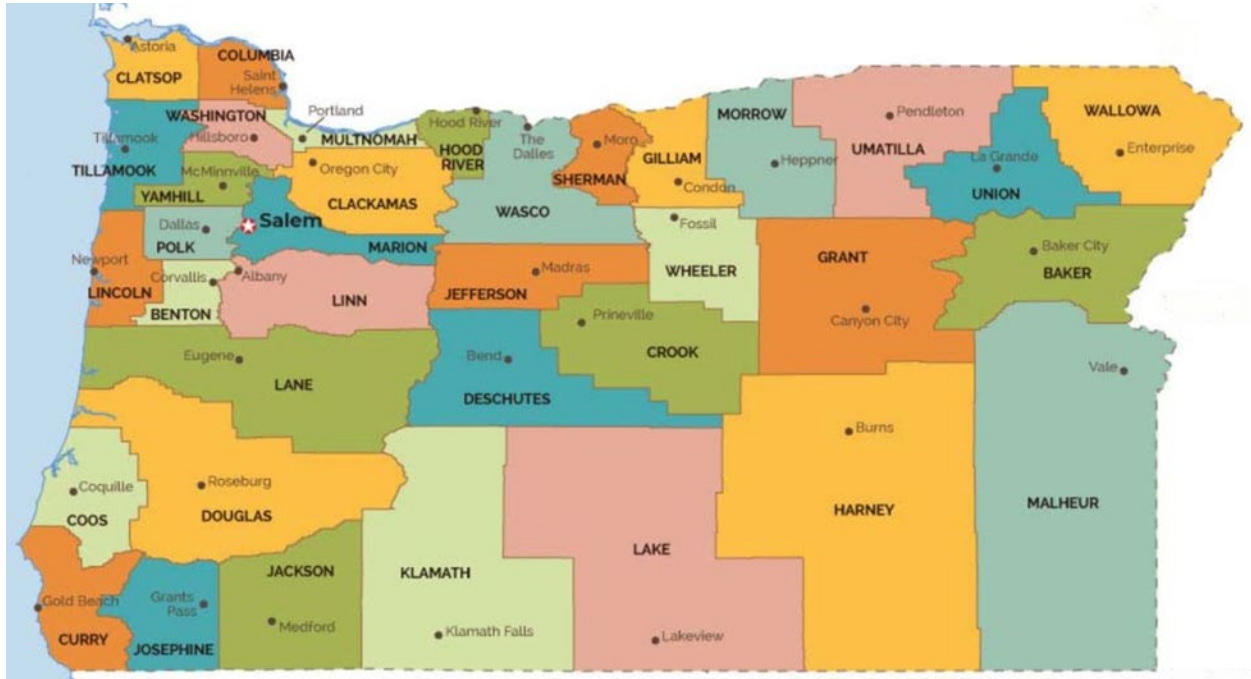 Astoria
CLATSOP
COLUMBIA
Saint
Helens
WASHINGTON
Hillsboro
Portland
MULTNOMAH
Tillamook
TILLAMOOK
McMinnville
YAMHILL
Oregon City
CLACKAMAS
Hood River
HOOD
RIVER
The
Dalles
WASCO
Moro
SHERMAN
GILLIAM
Condon
MORROW
Heppner
Pendleton
UMATILLA
La Grande
UNION
WALLOWA
Enterprise
Dallas
POLK
Salem
MARION
Newport
LINCOLN
Corvallis
BENTON
Albany
LINN
Madras
JEFFERSON
Fossil
WHEELER
GRANT
Canyon City
Baker City
BAKER
Eugene
LANE
Bend
DESCHUTES
Prineville
CROOK
Burns
HARNEY
Vale
MALHEUR
Coquille
COOS
Roseburg
DOUGLAS
Gold Beach
CURRY
Grants
Pass
JOSEPHINE
JACKSON
Medford
KLAMATH
Klamath Falls
LAKE
Lakeview